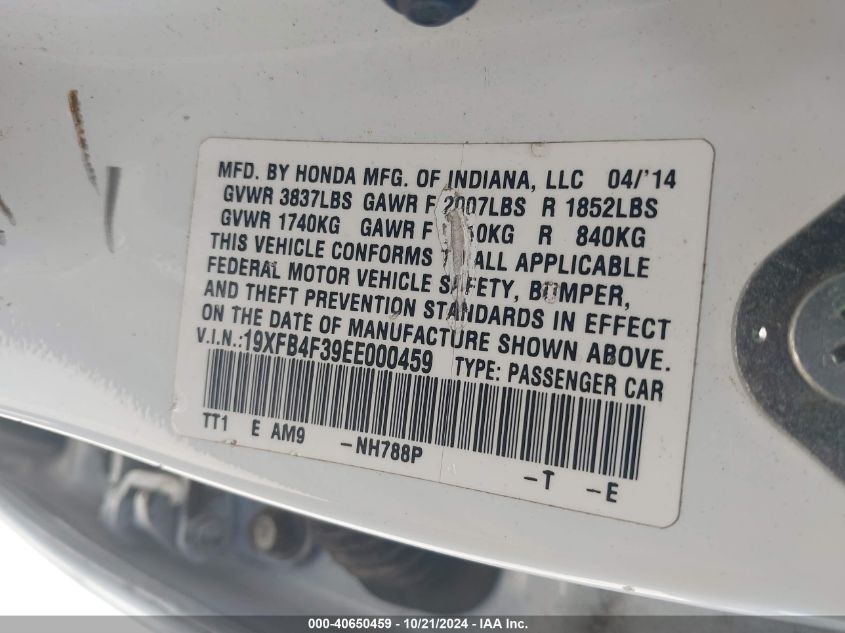 MFD. BY HONDA MFG. OF INDIANA, LLC 04/'14
GVWR 3837LBS GAWR F 2007LBS R 1852LBS
GVWR 1740KG GAWR F 0KG R 840KG
THIS VEHICLE CONFORMS ALL APPLICABLE
FEDERAL MOTOR VEHICLE SAFETY, BUMPER,
AND THEFT PREVENTION STANDARDS IN EFFECT
ON THE DATE OF MANUFACTURE SHOWN ABOVE.
V.I.N.:19XFB4F39EE000459 TYPE: PASSENGER CAR
TT1 E AM9 -NH788P -T -E
000-40650459 - 10/21/2024 - IAA Inc.